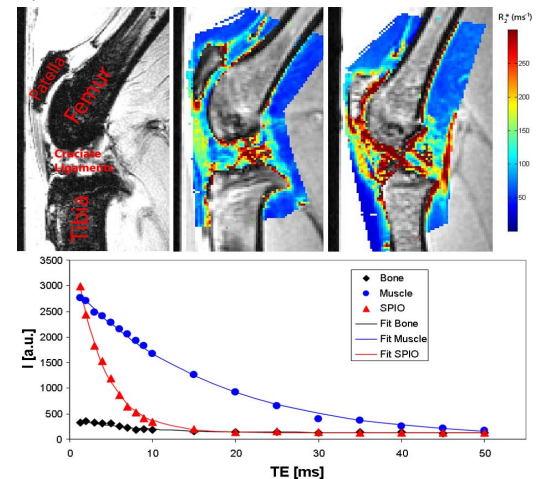 R2* (ms-1)
Patella
Femur
Cruciate
Ligaments
Tibia
300
250
200
150
100
50
3500
3000
2500
2000
1500
1000
500
0
I [a.u.]
Bone
Muscle
SPIO
Fit Bone
Fit Muscle
Fit SPIO
0 10 20 30 40 50
TE [ms]